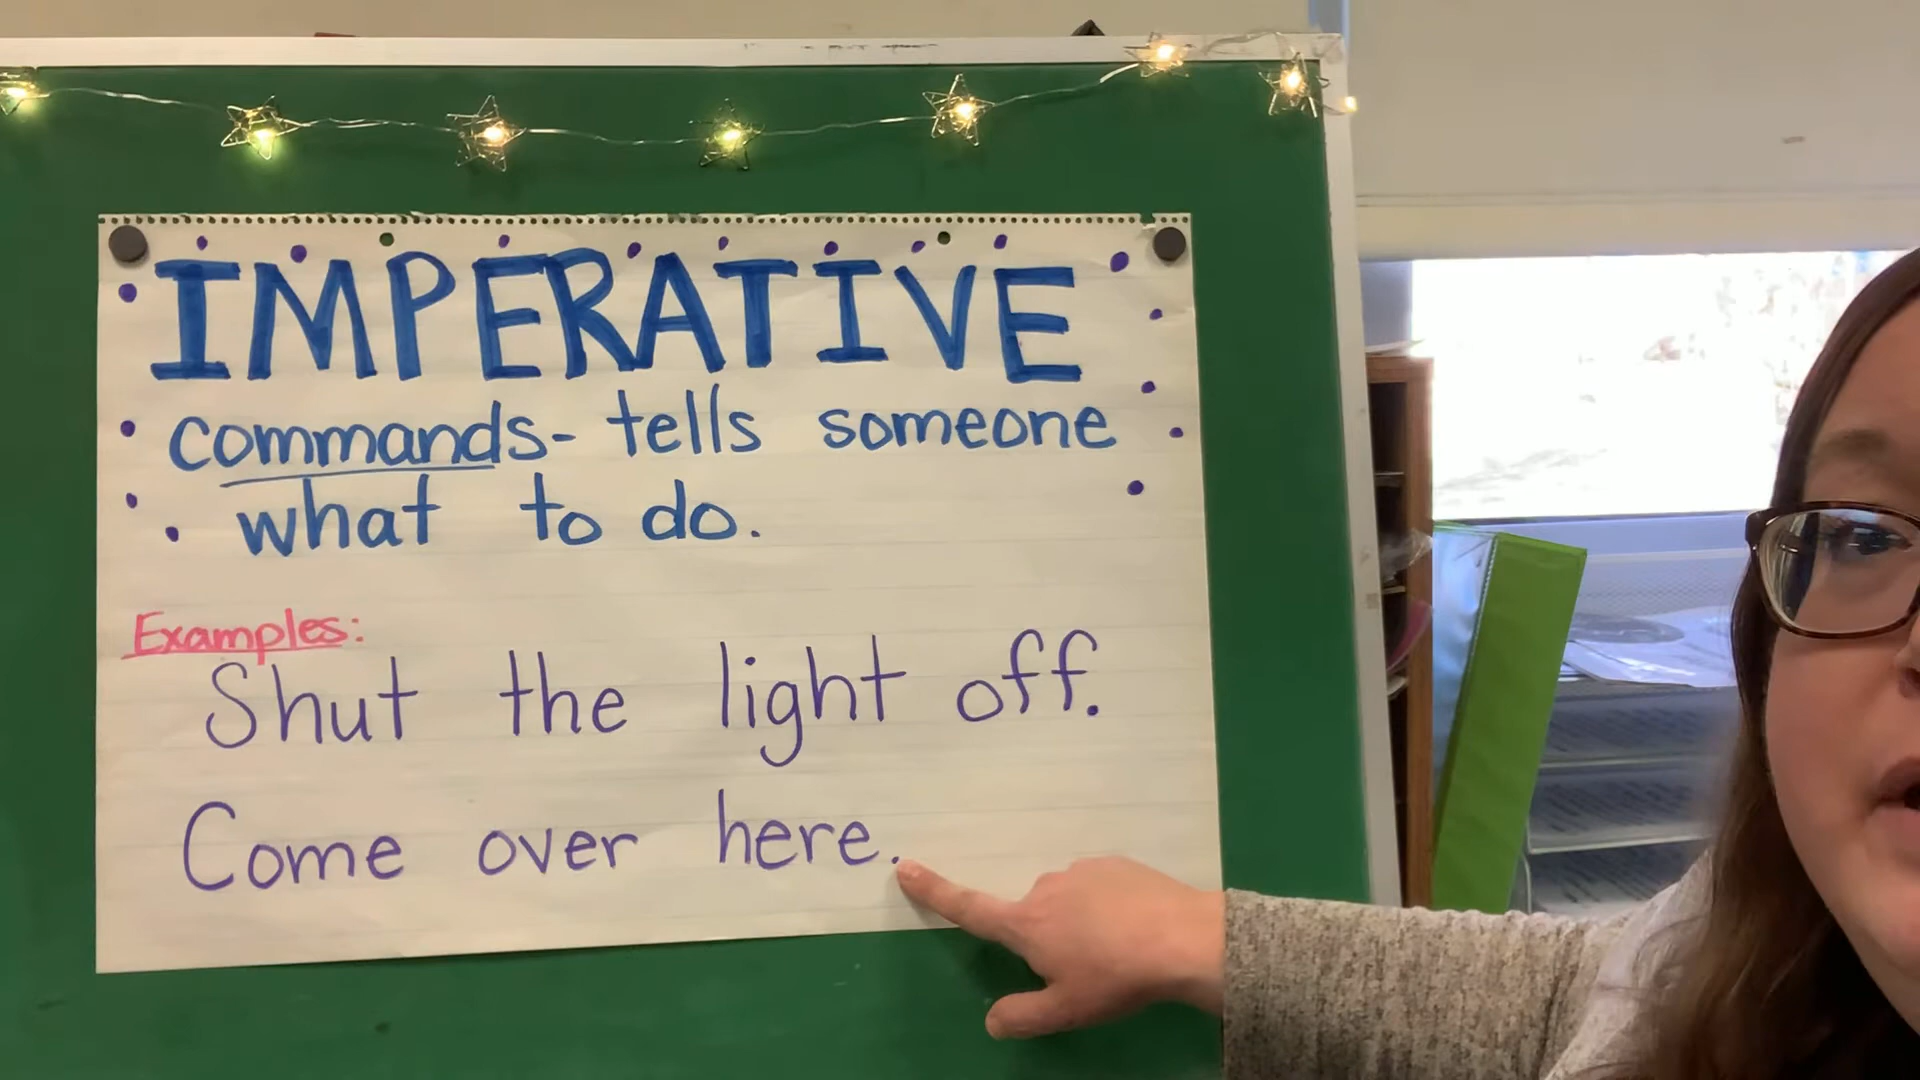 IMPERATIVE
commands- tells someone
what to do.
Examples:
Shut the light off.
Come over here.